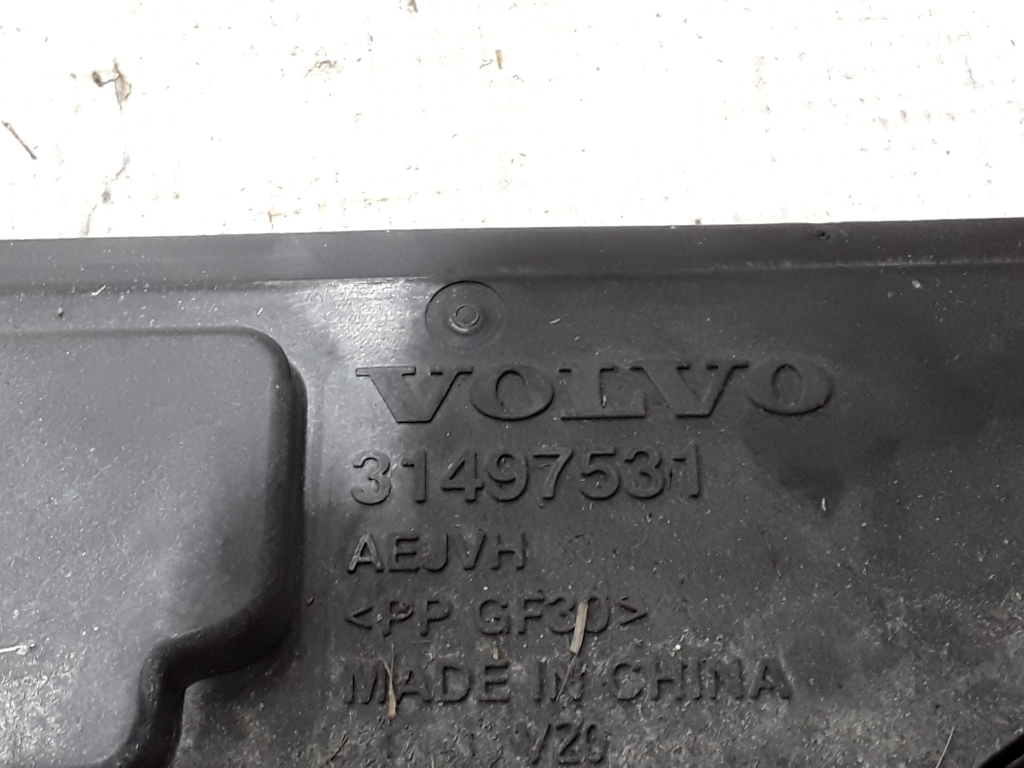 VOLVO
31497531
AEJVH
<PP GF30>
MADE IN CHINA